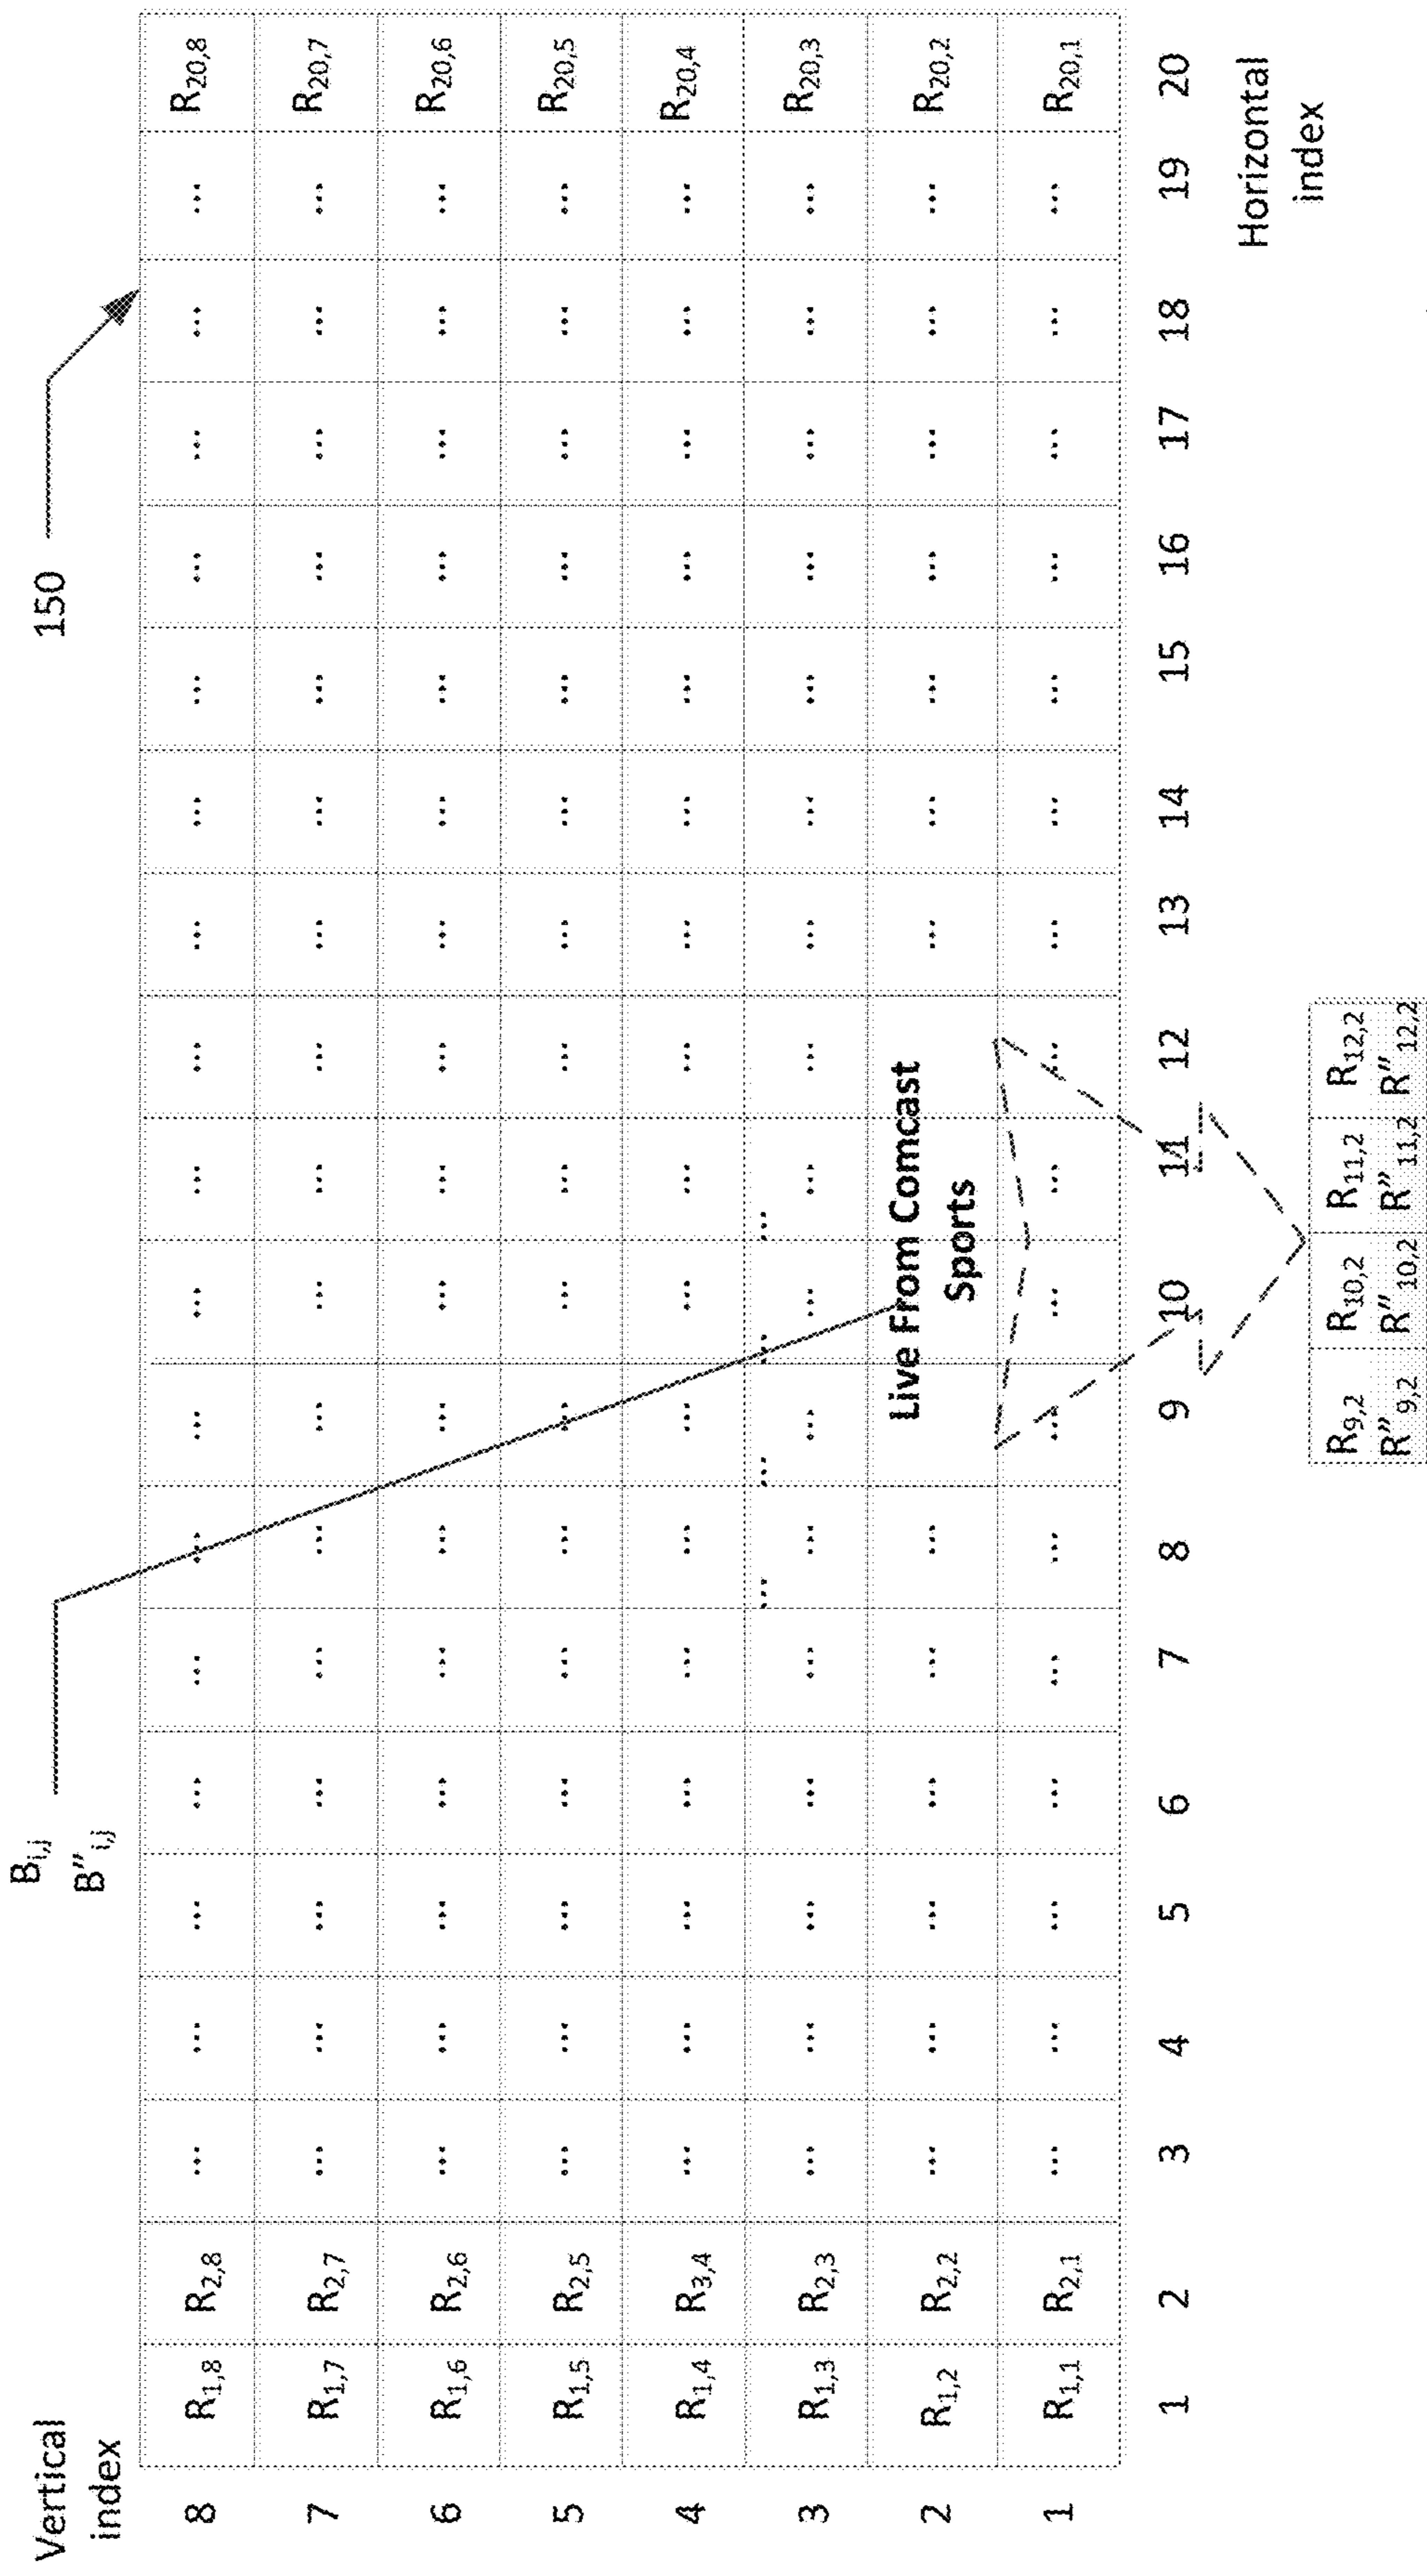 150
B i,j
B″ i,j
Vertical
index
8 R1,8 R2,8 ... ... ... ... ... ... ... ... ... ... ... ... ... ... ... ... ... R20,8
7 R1,7 R2,7 ... ... ... ... ... ... ... ... ... ... ... ... ... ... ... ... ... R20,7
6 R1,6 R2,6 ... ... ... ... ... ... ... ... ... ... ... ... ... ... ... ... ... R20,6
5 R1,5 R2,5 ... ... ... ... ... ... ... ... ... ... ... ... ... ... ... ... ... R20,5
4 R1,4 R3,4 ... ... ... ... ... ... ... ... ... ... ... ... ... ... ... ... ... R20,4
... ... ... ...
3 R1,3 R2,3 ... ... ... ... ... ... ... ... ... ... ... ... ... ... ... ... ... R20,3
2 R1,2 R2,2 ... ... ... ... ... ... Live From Comcast ... ... ... ... ... ... ... R20,2
Sports
1 R1,1 R2,1 ... ... ... ... ... ... ... ... ... ... ... ... ... ... ... ... ... R20,1
1 2 3 4 5 6 7 8 9 10 11 12 13 14 15 16 17 18 19 20
Horizontal
index
R9,2 R10,2 R11,2 R12,2
R″9,2 R″10,2 R″11,2 R″12,2